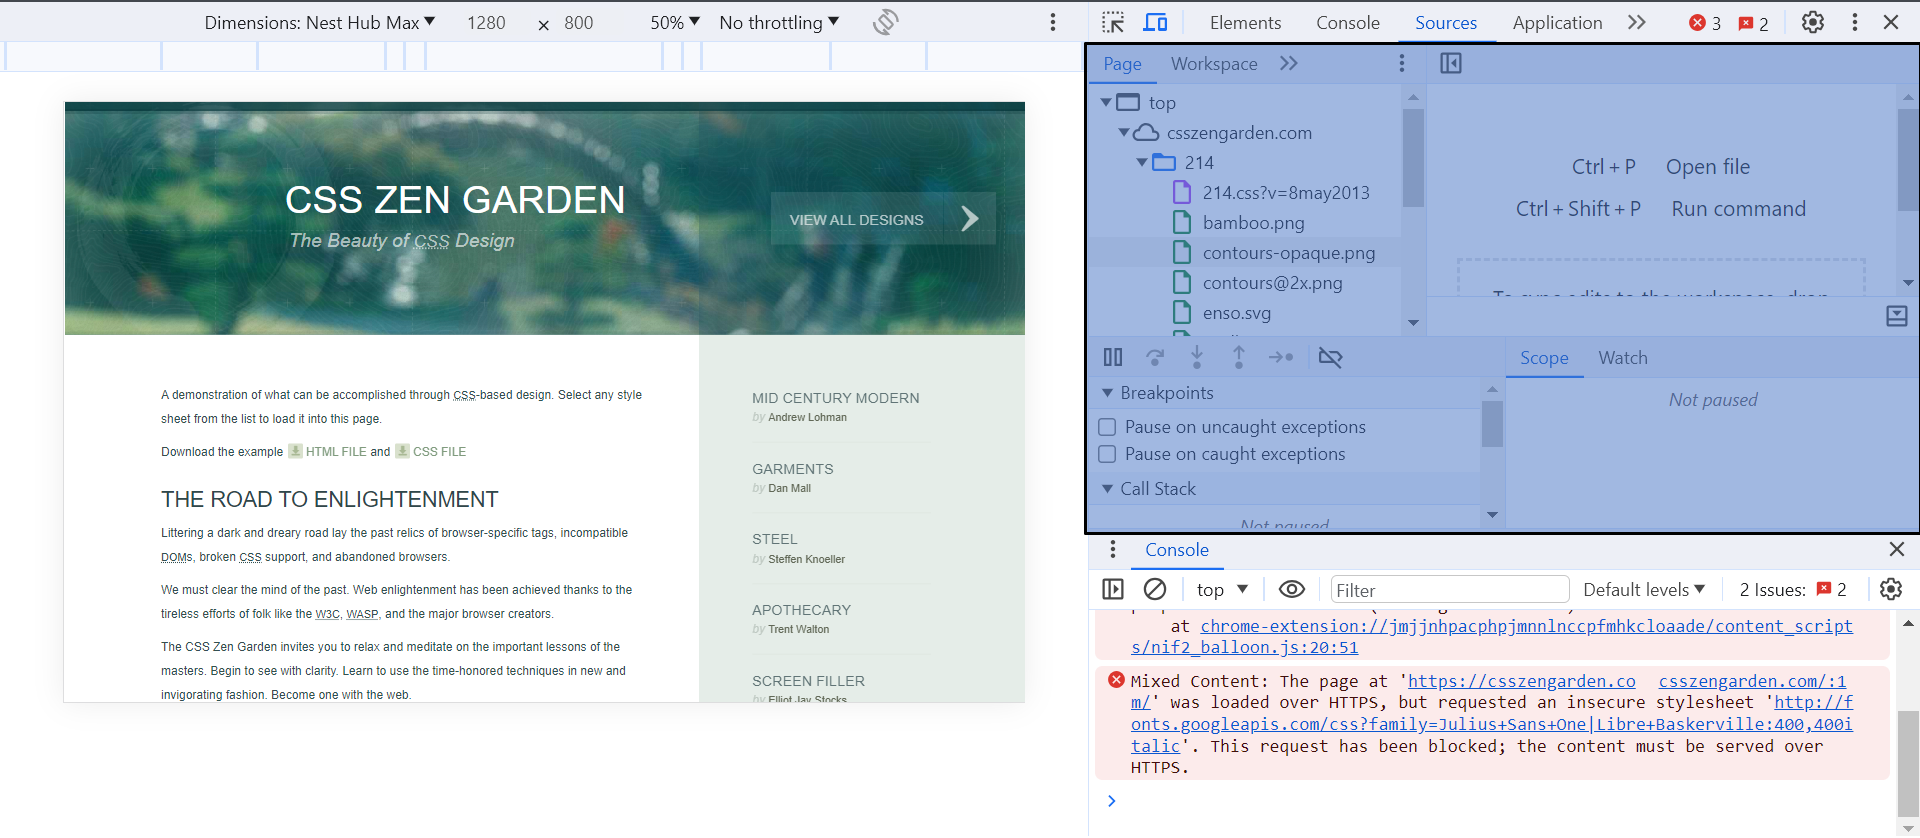 Dimensions: Nest Hub Max 1280 × 800 50% No throttling
CSS ZEN GARDEN
The Beauty of CSS Design
VIEW ALL DESIGNS
A demonstration of what can be accomplished through CSS-based design. Select any style
sheet from the list to load it into this page.
Download the example HTML FILE and CSS FILE
THE ROAD TO ENLIGHTENMENT
Littering a dark and dreary road lay the past relics of browser-specific tags, incompatible
DOMs, broken CSS support, and abandoned browsers.
We must clear the mind of the past. Web enlightenment has been achieved thanks to the
tireless efforts of folk like the W3C, WASP, and the major browser creators.
The CSS Zen Garden invites you to relax and meditate on the important lessons of the
masters. Begin to see with clarity. Learn to use the time-honored techniques in new and
invigorating fashion. Become one with the web.
MID CENTURY MODERN
by Andrew Lohman
GARMENTS
by Dan Mall
STEEL
by Steffen Knoeller
APOTHECARY
by Trent Walton
SCREEN FILLER
by Elliot Jay Stocks
Elements Console Sources Application 3 2
Page Workspace
top
csszengarden.com
214
214.css?v=8may2013
bamboo.png
contours-opaque.png
contours@2x.png
enso.svg
Ctrl + P Open file
Ctrl + Shift + P Run command
To sync edits to the workspace, drop
Breakpoints
Pause on uncaught exceptions
Pause on caught exceptions
Call Stack
Not paused
Scope Watch
Not paused
Console
top Filter Default levels 2 Issues: 2
at chrome-extension://jmjjnhpacphpjmnnlnccpfmhkcloaade/content_script
s/nif2_balloon.js:20:51
Mixed Content: The page at 'https://csszengarden.co csszengarden.com/:1
m/' was loaded over HTTPS, but requested an insecure stylesheet 'http://f
onts.googleapis.com/css?family=Julius+Sans+One|Libre+Baskerville:400,400i
talic'. This request has been blocked; the content must be served over
HTTPS.